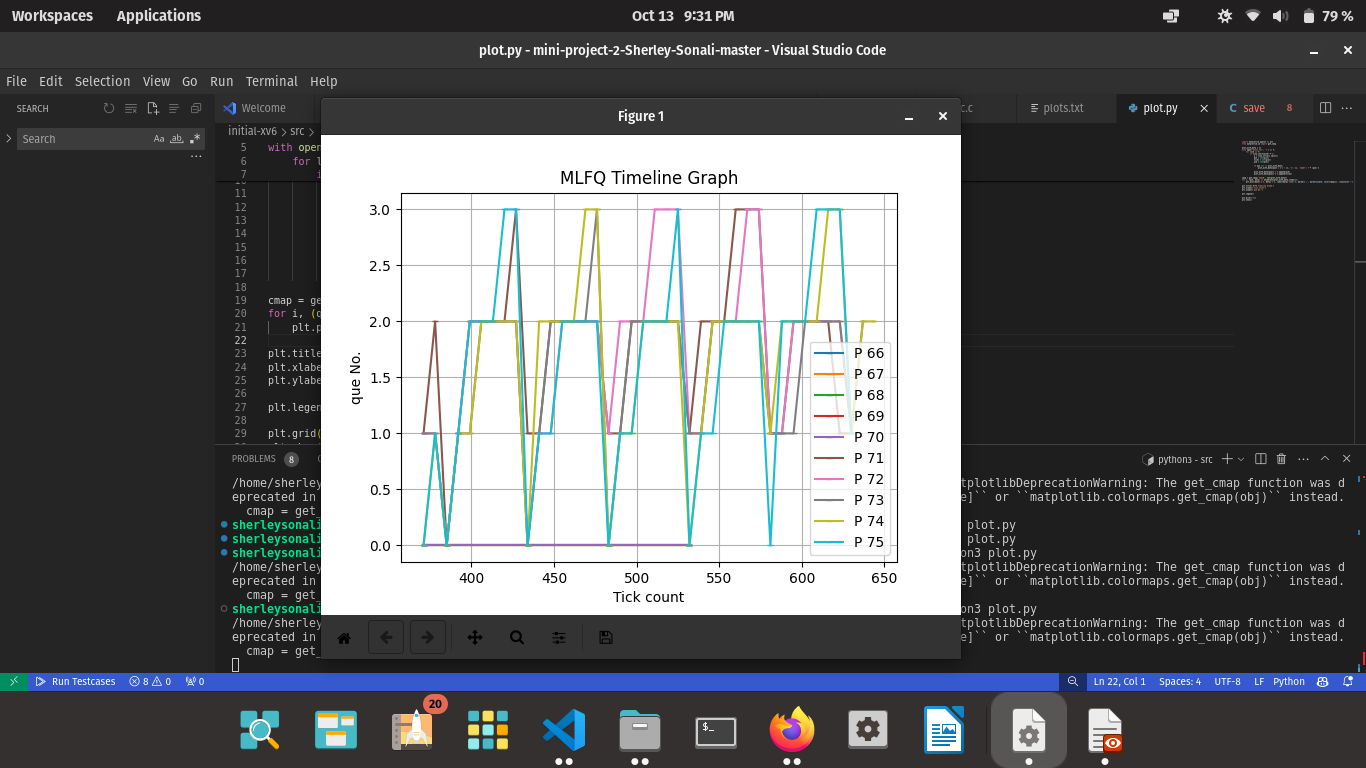 Workspaces Applications Oct 13 9:31 PM 79 %
plot.py - mini-project-2-Sherley-Sonali-master - Visual Studio Code
File Edit Selection View Go Run Terminal Help
SEARCH Welcome c.c plots.txt plot.py save 8
Search Aa ab
initial-xv6 > src >
5 with open
6 for l
7 i
11
12
13
14
15
16
17
18
19 cmap = ge
20 for i, (
21 plt.p
22
23 plt.title
24 plt.xlabe
25 plt.ylabe
26
27 plt.legen
28
29 plt.grid(
Figure 1
MLFQ Timeline Graph
3.0
2.5
2.0
1.5
1.0
0.5
0.0
que No.
400 450 500 550 600 650
Tick count
P 66
P 67
P 68
P 69
P 70
P 71
P 72
P 73
P 74
P 75
PROBLEMS 8 python3 - src
/home/sherley tplotlibDeprecationWarning: The get_cmap function was d
eprecated in e]`` or ``matplotlib.colormaps.get_cmap(obj)`` instead.
cmap = get_
sherleysonali plot.py
sherleysonali plot.py
sherleysonali on3 plot.py
/home/sherley tplotlibDeprecationWarning: The get_cmap function was d
eprecated in e]`` or ``matplotlib.colormaps.get_cmap(obj)`` instead.
cmap = get_
sherleysonali on3 plot.py
/home/sherley tplotlibDeprecationWarning: The get_cmap function was d
eprecated in e]`` or ``matplotlib.colormaps.get_cmap(obj)`` instead.
cmap = get_
Run Testcases 8 0 0 Ln 22, Col 1 Spaces: 4 UTF-8 LF Python
20
$_